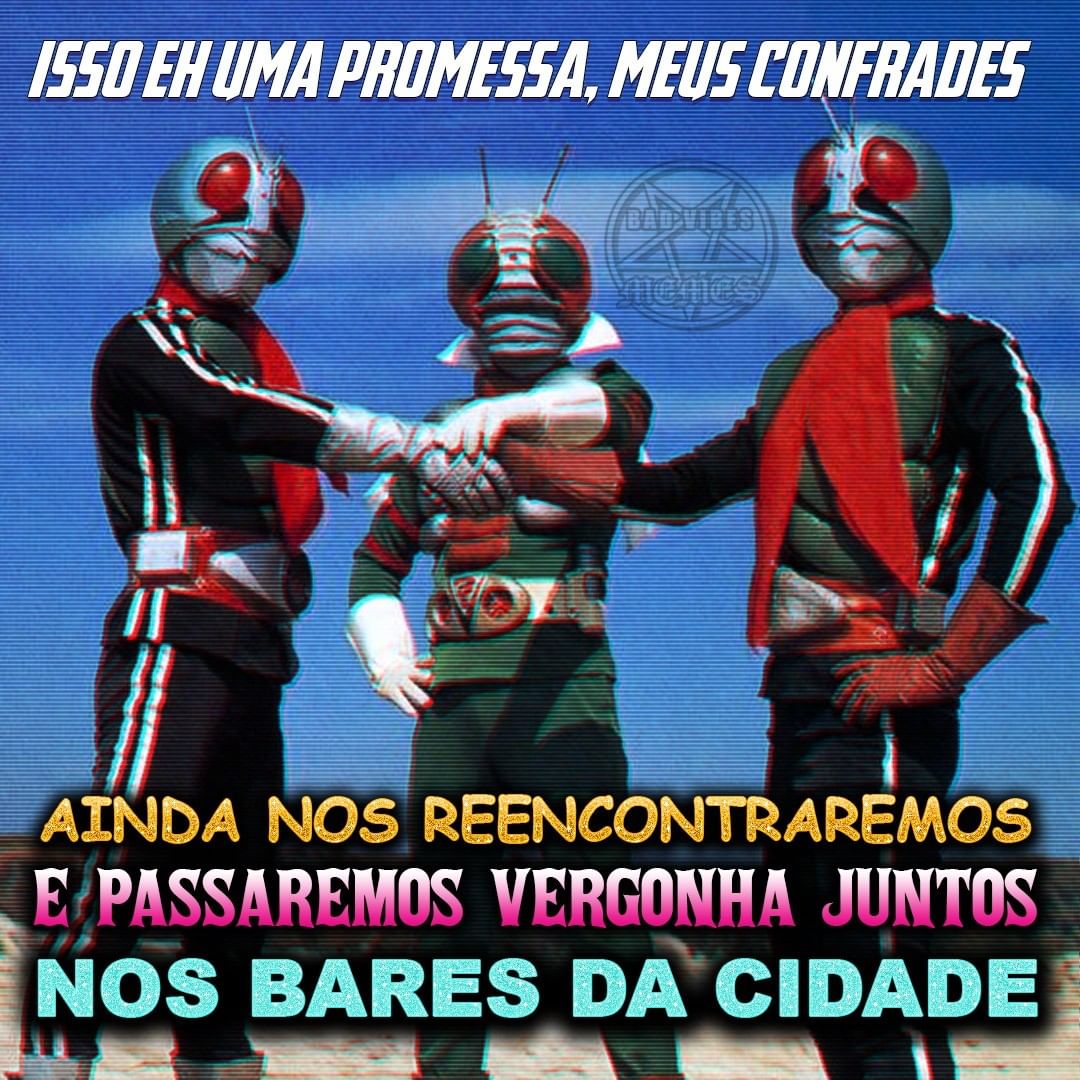 ISSO EH UMA PROMESSA, MEUS CONFRADES
BAD VIBES
MEMES
AINDA NOS REENCONTRAREMOS
E PASSAREMOS VERGONHA JUNTOS
NOS BARES DA CIDADE